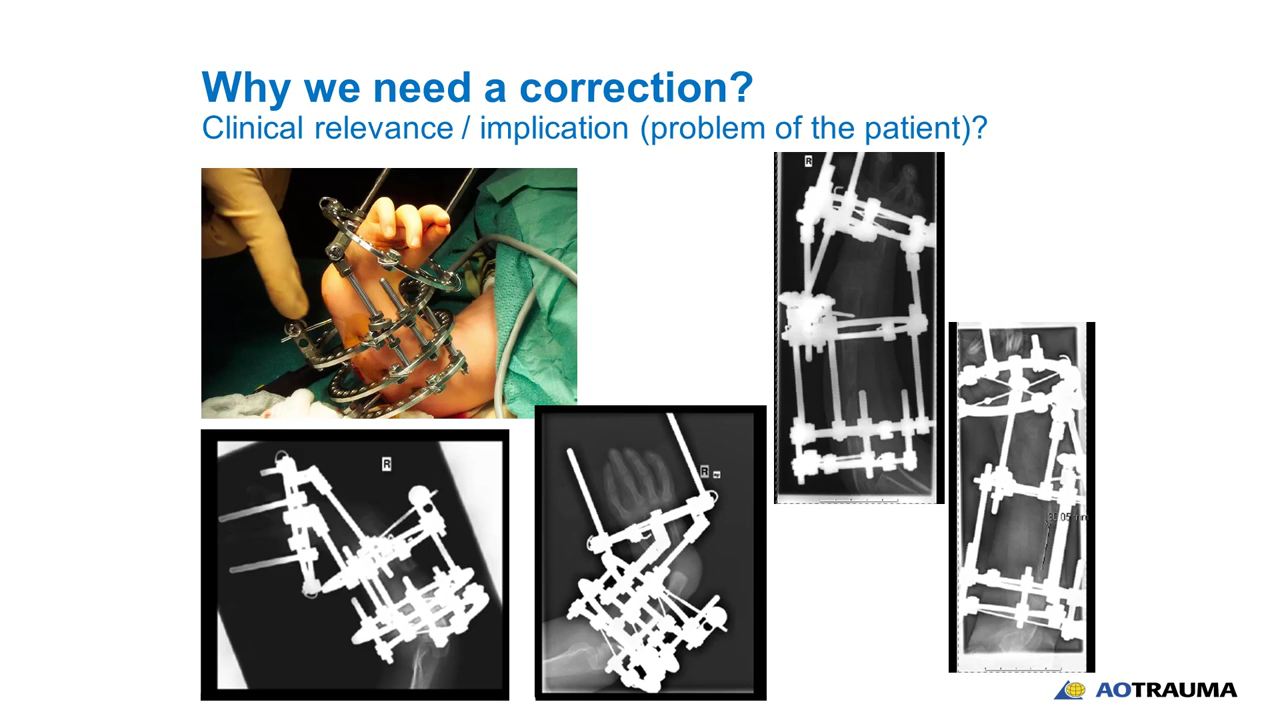 Why we need a correction?
Clinical relevance / implication (problem of the patient)?
R
R
R
AOTRAUMA